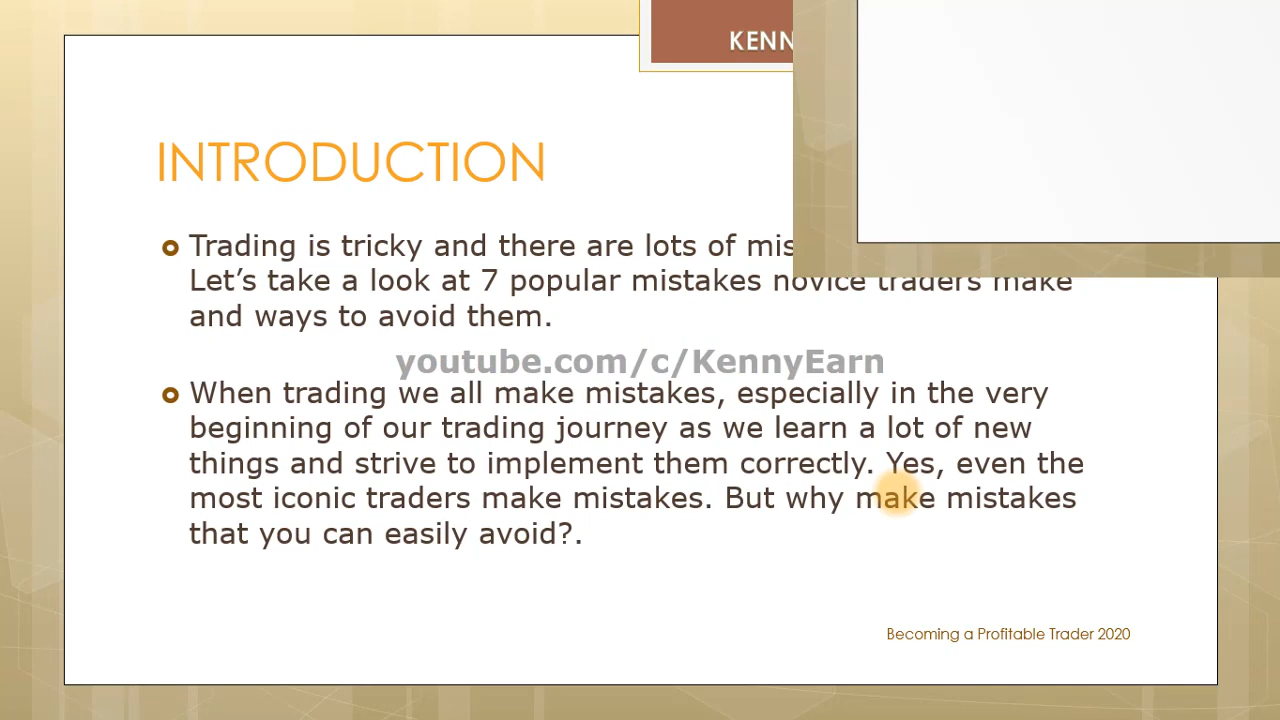 KENN
INTRODUCTION
Trading is tricky and there are lots of
Let’s take a look at 7 popular mistakes novice traders make
and ways to avoid them.
youtube.com/c/KennyEarn
When trading we all make mistakes, especially in the very
beginning of our trading journey as we learn a lot of new
things and strive to implement them correctly. Yes, even the
most iconic traders make mistakes. But why make mistakes
that you can easily avoid?.
Becoming a Profitable Trader 2020